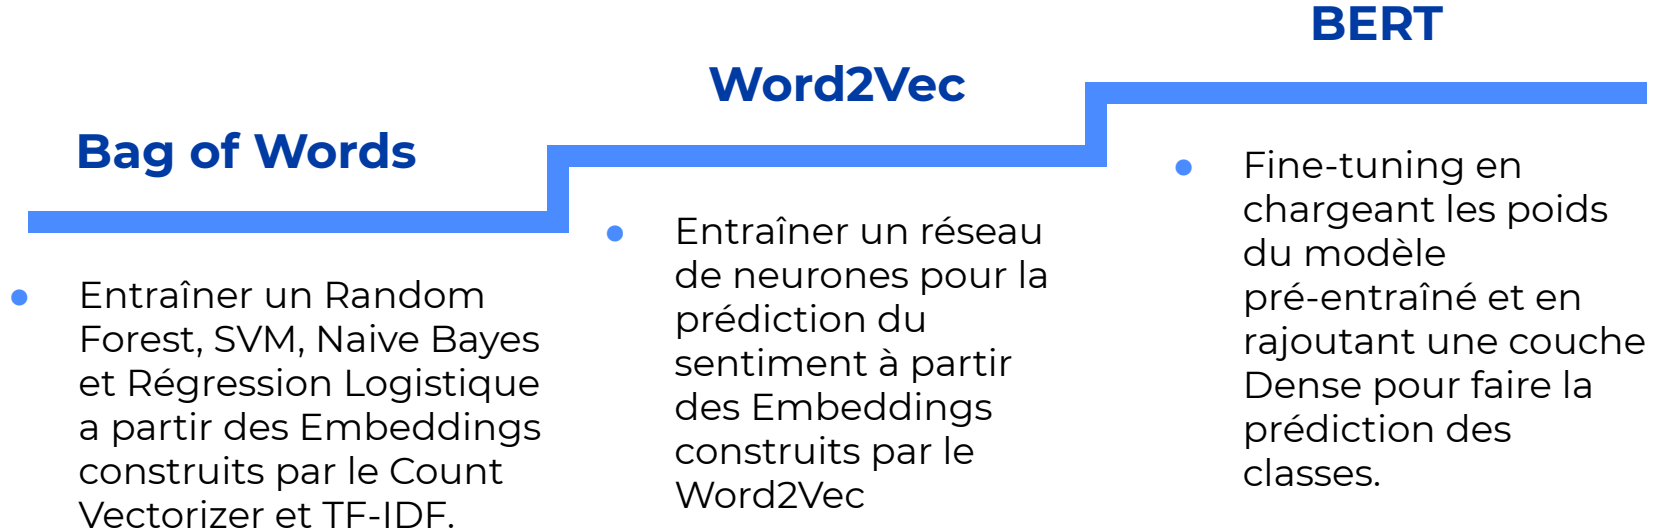 Bag of Words
● Entraîner un Random
Forest, SVM, Naive Bayes
et Régression Logistique
a partir des Embeddings
construits par le Count
Vectorizer et TF-IDF.
Word2Vec
● Entraîner un réseau
de neurones pour la
prédiction du
sentiment à partir
des Embeddings
construits par le
Word2Vec
BERT
● Fine-tuning en
chargeant les poids
du modèle
pré-entraîné et en
rajoutant une couche
Dense pour faire la
prédiction des
classes.